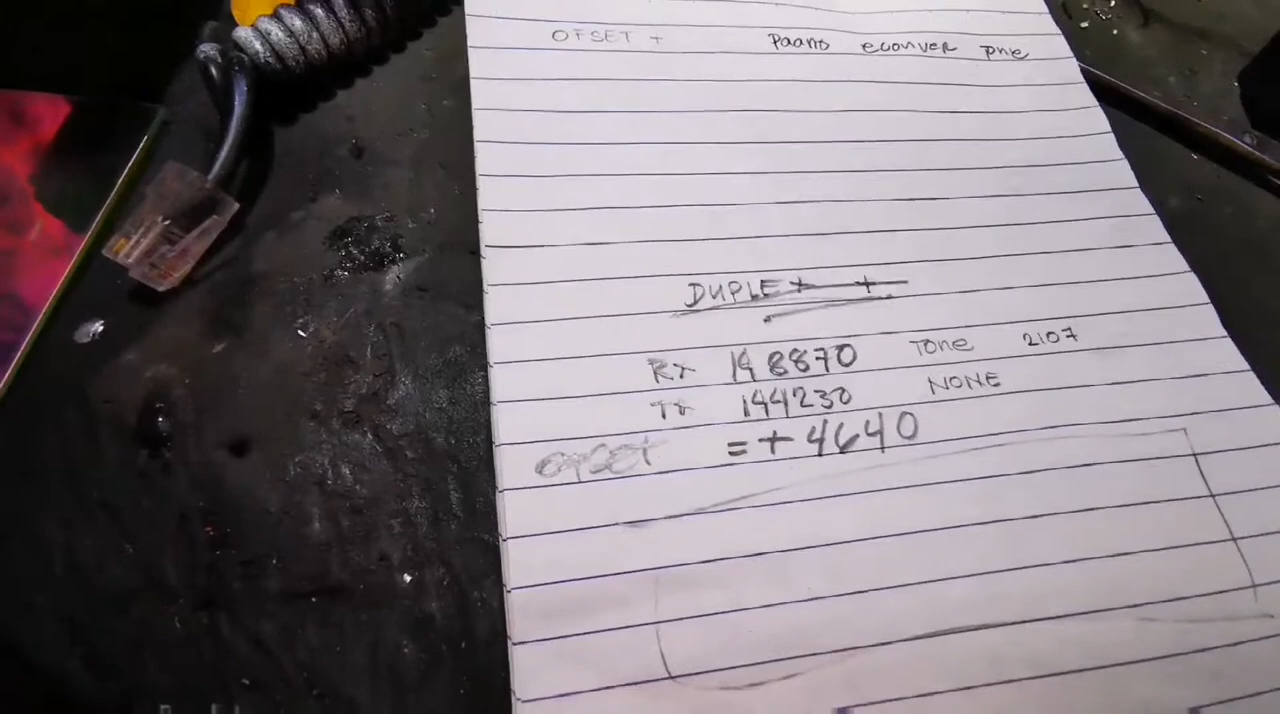 OFSET + Paano econver pne
DUPLEX +
Rx 148870 Tone 2107
Tx 144230 NONE
OFSET = + 4640